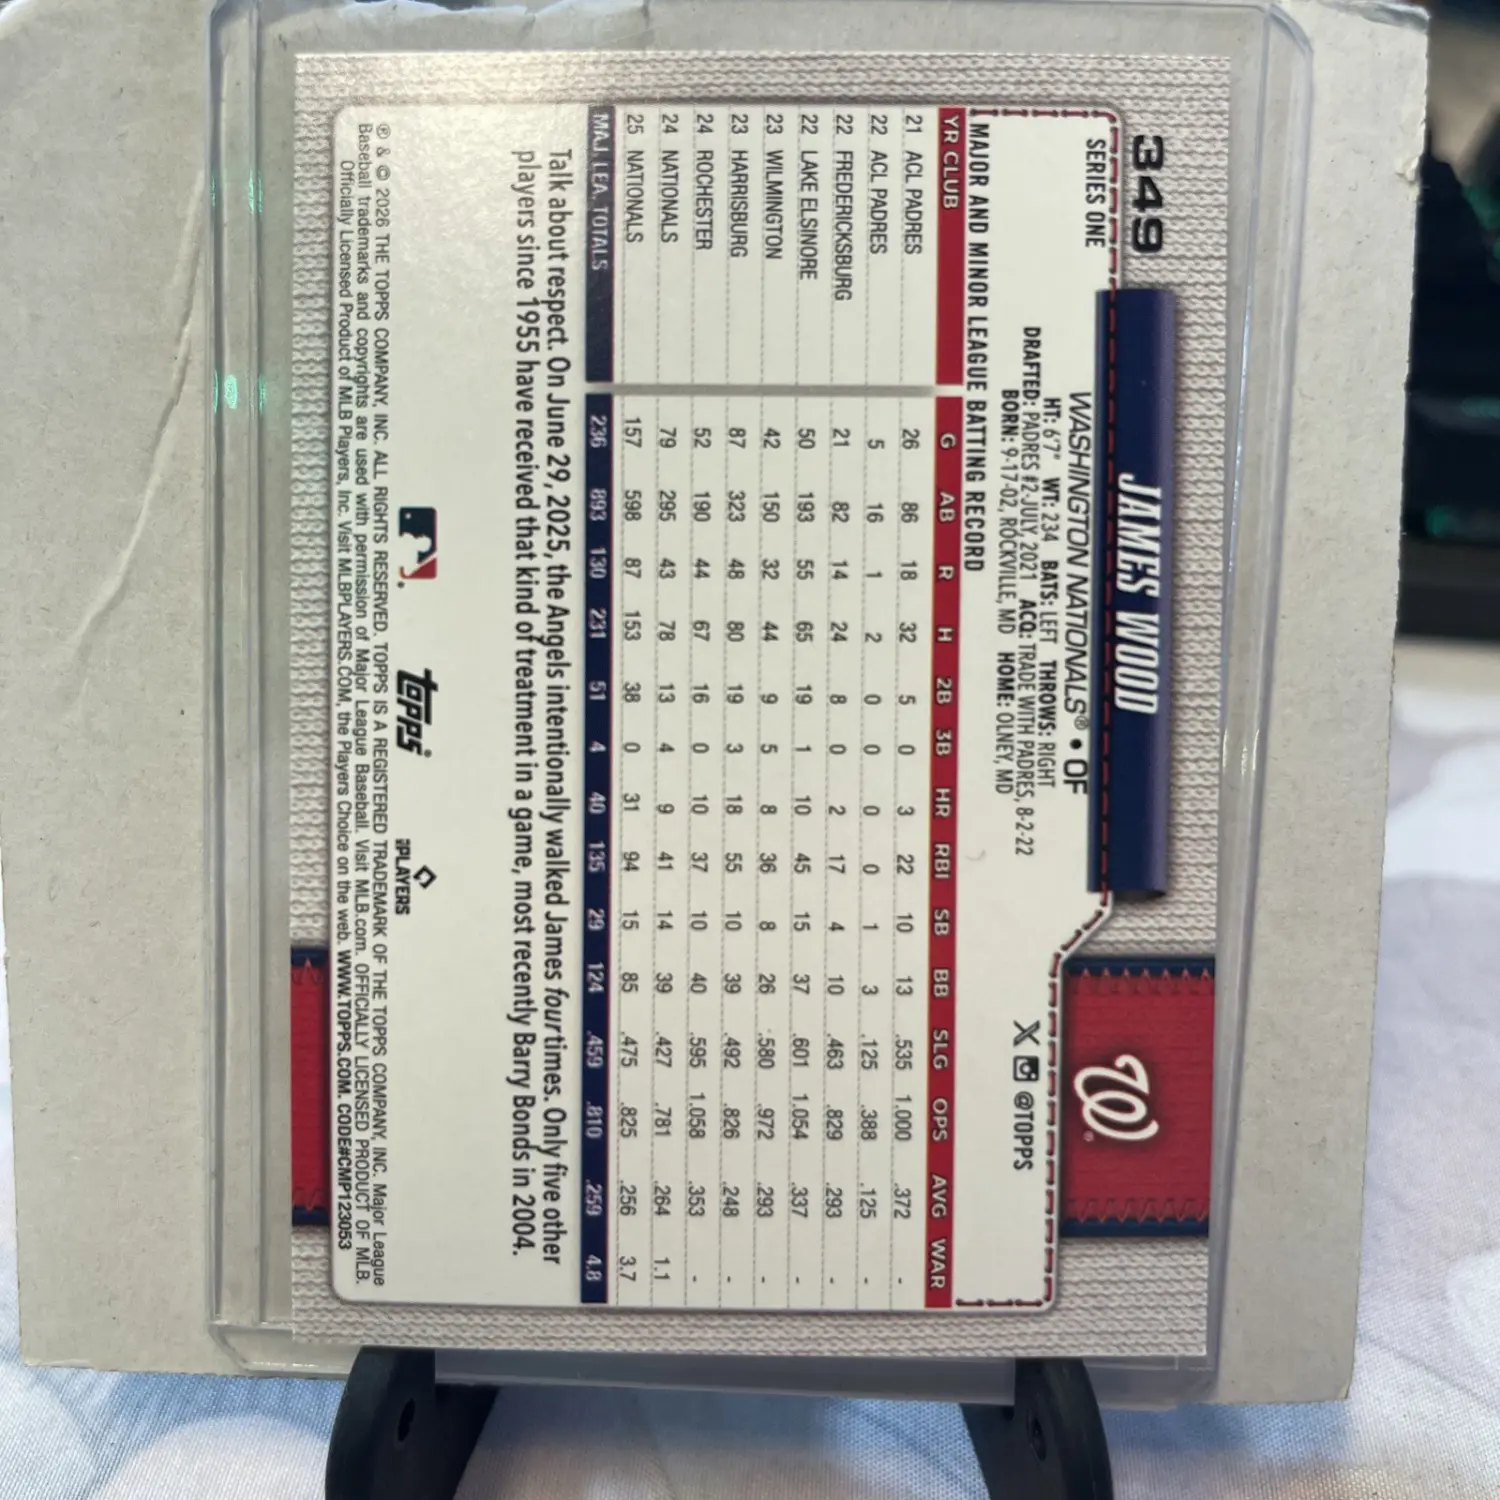 349
JAMES WOOD
SERIES ONE
WASHINGTON NATIONALS® • OF
HT: 6'7" WT: 234 BATS: LEFT THROWS: RIGHT
DRAFTED: PADRES #2-JULY, 2021 ACQ: TRADE WITH PADRES, 8-2-22
BORN: 9-17-02, ROCKVILLE, MD HOME: OLNEY, MD
W
X @TOPPS
MAJOR AND MINOR LEAGUE BATTING RECORD
YR CLUB G AB R H 2B 3B HR RBI SB BB SLG OPS AVG WAR
21 ACL PADRES 26 86 18 32 5 0 3 22 10 13 .535 1.000 .372 -
22 ACL PADRES 5 16 1 2 0 0 0 0 1 3 .125 .388 .125 -
22 FREDERICKSBURG 21 82 14 24 8 0 2 17 4 10 .463 .829 .293 -
22 LAKE ELSINORE 50 193 55 65 19 1 10 45 15 37 .601 1.054 .337 -
23 WILMINGTON 42 150 32 44 9 5 8 36 8 26 .580 .972 .293 -
23 HARRISBURG 87 323 48 80 19 3 18 55 10 39 .492 .826 .248 -
24 ROCHESTER 52 190 44 67 16 0 10 37 10 40 .595 1.058 .353 -
24 NATIONALS 79 295 43 78 13 4 9 41 14 39 .427 .781 .264 1.1
25 NATIONALS 157 598 87 153 38 0 31 94 15 85 .475 .825 .256 3.7
MAJ. LEA. TOTALS 236 893 130 231 51 4 40 135 29 124 .459 .810 .259 4.8
Talk about respect. On June 29, 2025, the Angels intentionally walked James four times. Only five other
players since 1955 have received that kind of treatment in a game, most recently Barry Bonds in 2004.
topps®
PLAYERS
® & © 2026 THE TOPPS COMPANY, INC. ALL RIGHTS RESERVED. TOPPS IS A REGISTERED TRADEMARK OF THE TOPPS COMPANY, INC. Major League
Baseball trademarks and copyrights are used with permission of Major League Baseball. Visit MLB.com. OFFICIALLY LICENSED PRODUCT OF MLB.
Officially Licensed Product of MLB Players, Inc. Visit MLBPLAYERS.COM, the Players Choice on the web. WWW.TOPPS.COM. CODE#CMP123053